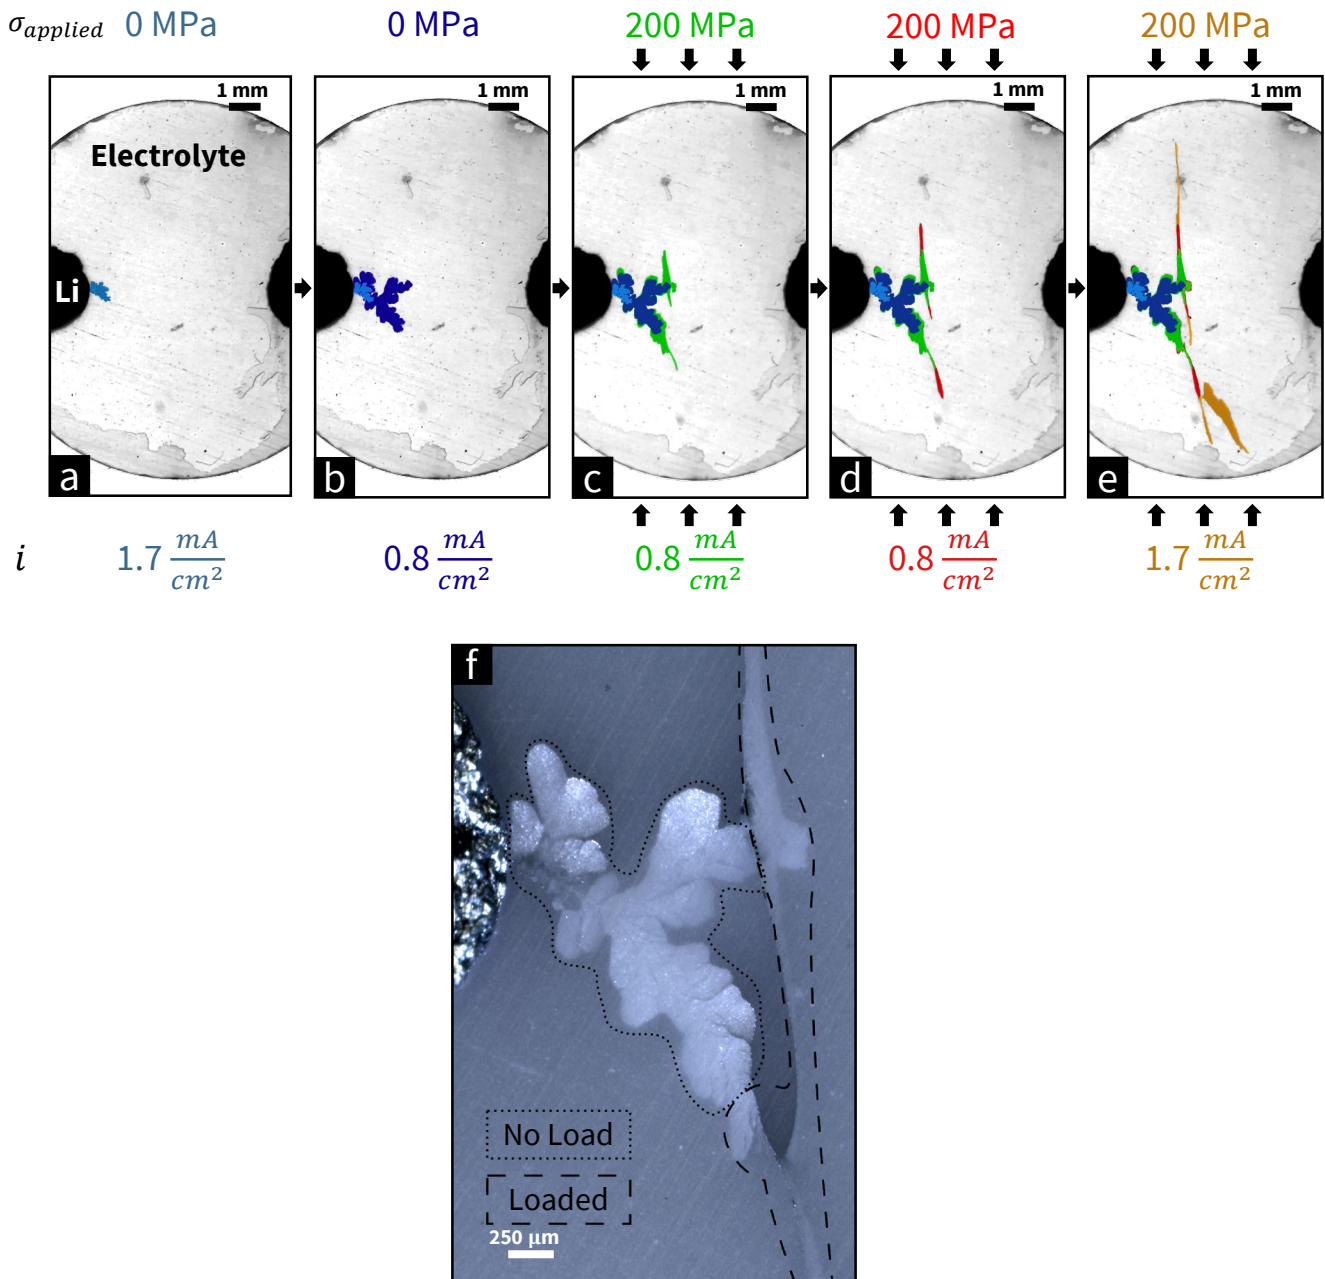 σapplied 0 MPa 0 MPa 200 MPa 200 MPa 200 MPa
1 mm 1 mm 1 mm 1 mm 1 mm
Electrolyte
Li
a b c d e
i 1.7 mA/cm² 0.8 mA/cm² 0.8 mA/cm² 0.8 mA/cm² 1.7 mA/cm²
f
No Load
Loaded
250 μm